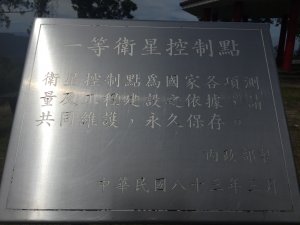 一等衛星控制點
衛星控制點為國家各項測
量及工程建設之依據，請
共同維護，永久保存。
內政部
中華民國八十三年 月